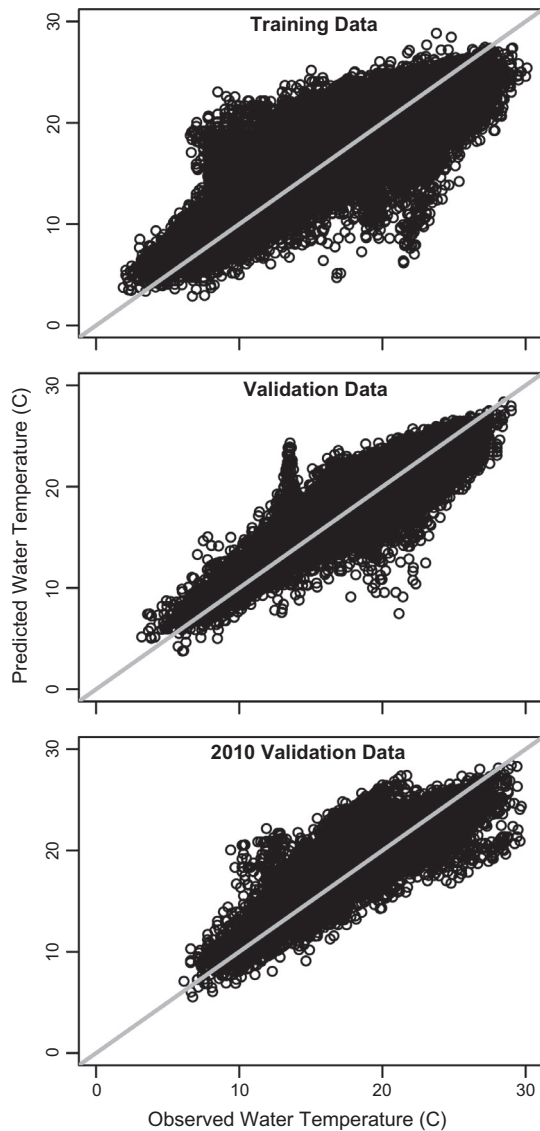 Training Data
30
20
10
0
Validation Data
30
20
10
0
Predicted Water Temperature (C)
2010 Validation Data
30
20
10
0
0 10 20 30
Observed Water Temperature (C)